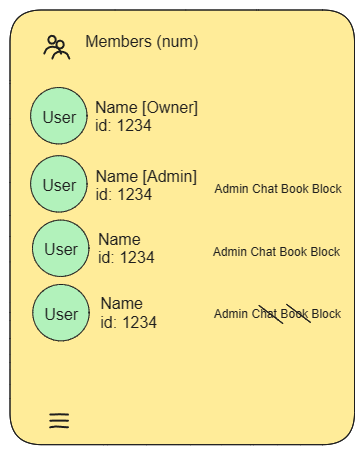 Members (num)
User
Name [Owner]
id: 1234
User
Name [Admin]
id: 1234
Admin Chat Book Block
User
Name
id: 1234
Admin Chat Book Block
User
Name
id: 1234
Admin Chat Book Block